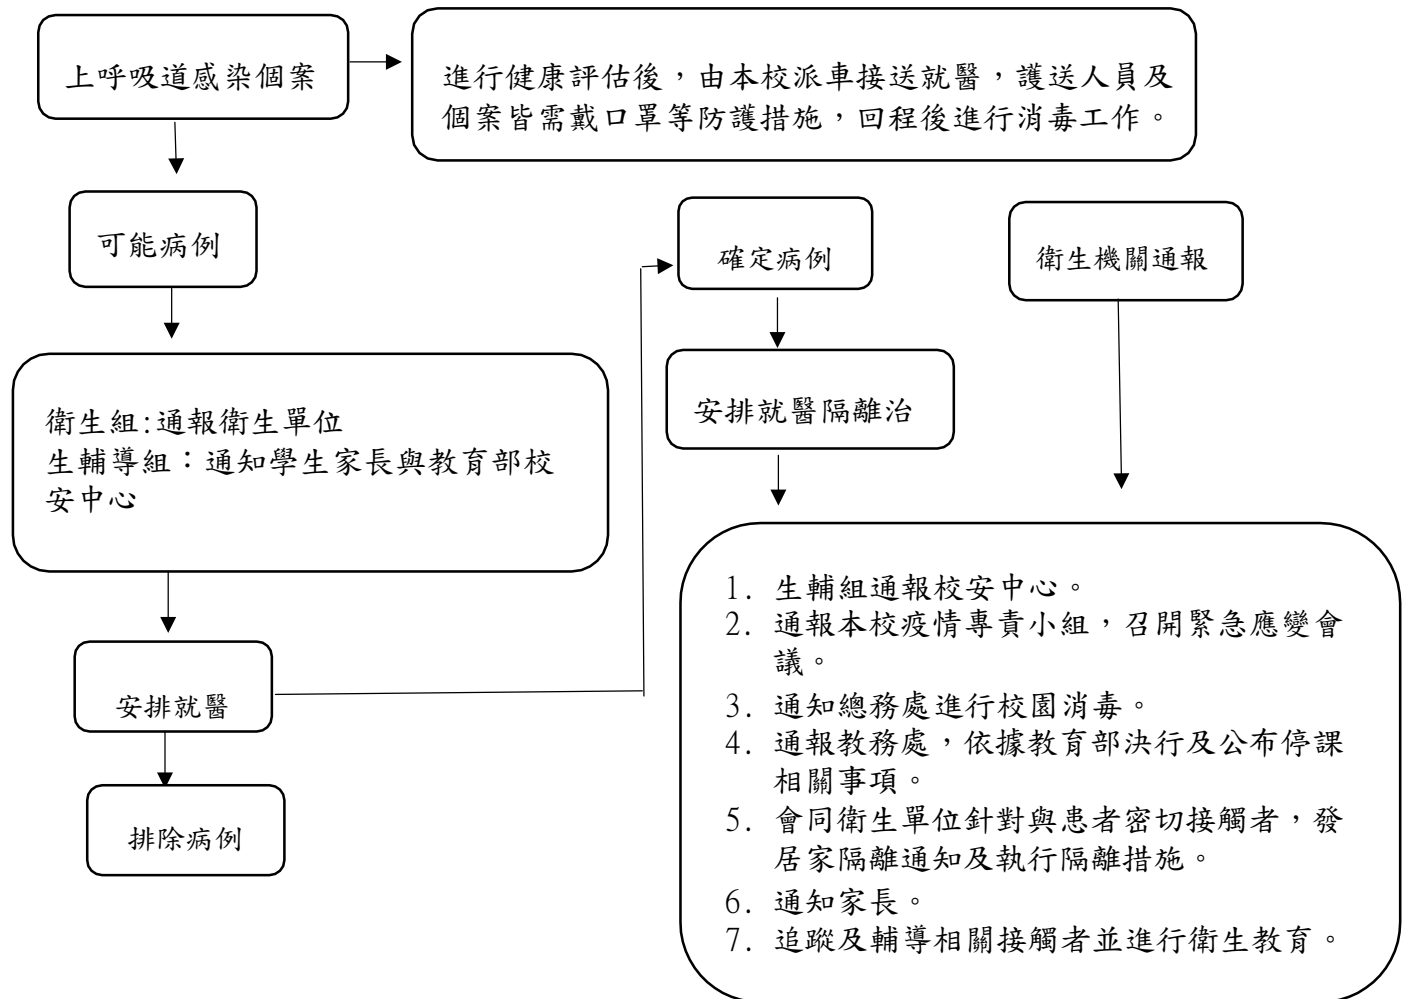 上呼吸道感染個案
進行健康評估後，由本校派車接送就醫，護送人員及
個案皆需戴口罩等防護措施，回程後進行消毒工作。
可能病例
確定病例
衛生機關通報
衛生組:通報衛生單位
生輔導組：通知學生家長與教育部校
安中心
安排就醫隔離治
安排就醫
排除病例
1. 生輔組通報校安中心。
2. 通報本校疫情專責小組，召開緊急應變會
議。
3. 通知總務處進行校園消毒。
4. 通報教務處，依據教育部決行及公布停課
相關事項。
5. 會同衛生單位針對與患者密切接觸者，發
居家隔離通知及執行隔離措施。
6. 通知家長。
7. 追蹤及輔導相關接觸者並進行衛生教育。